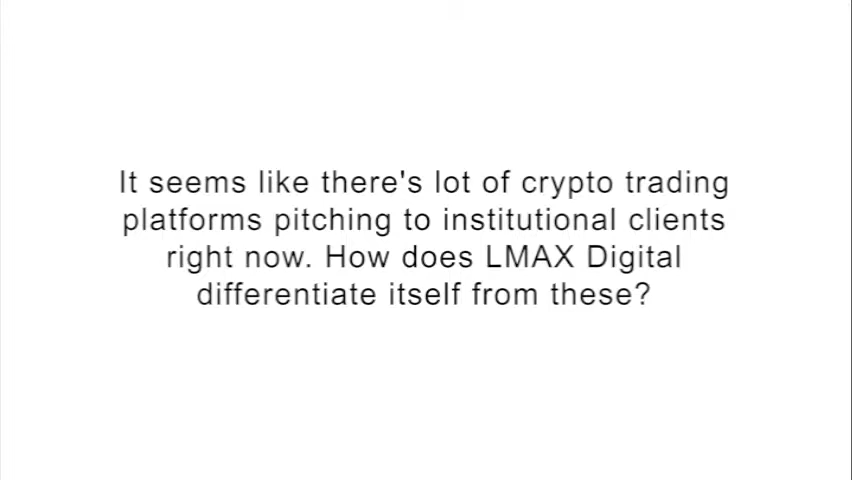 It seems like there's lot of crypto trading
platforms pitching to institutional clients
right now. How does LMAX Digital
differentiate itself from these?